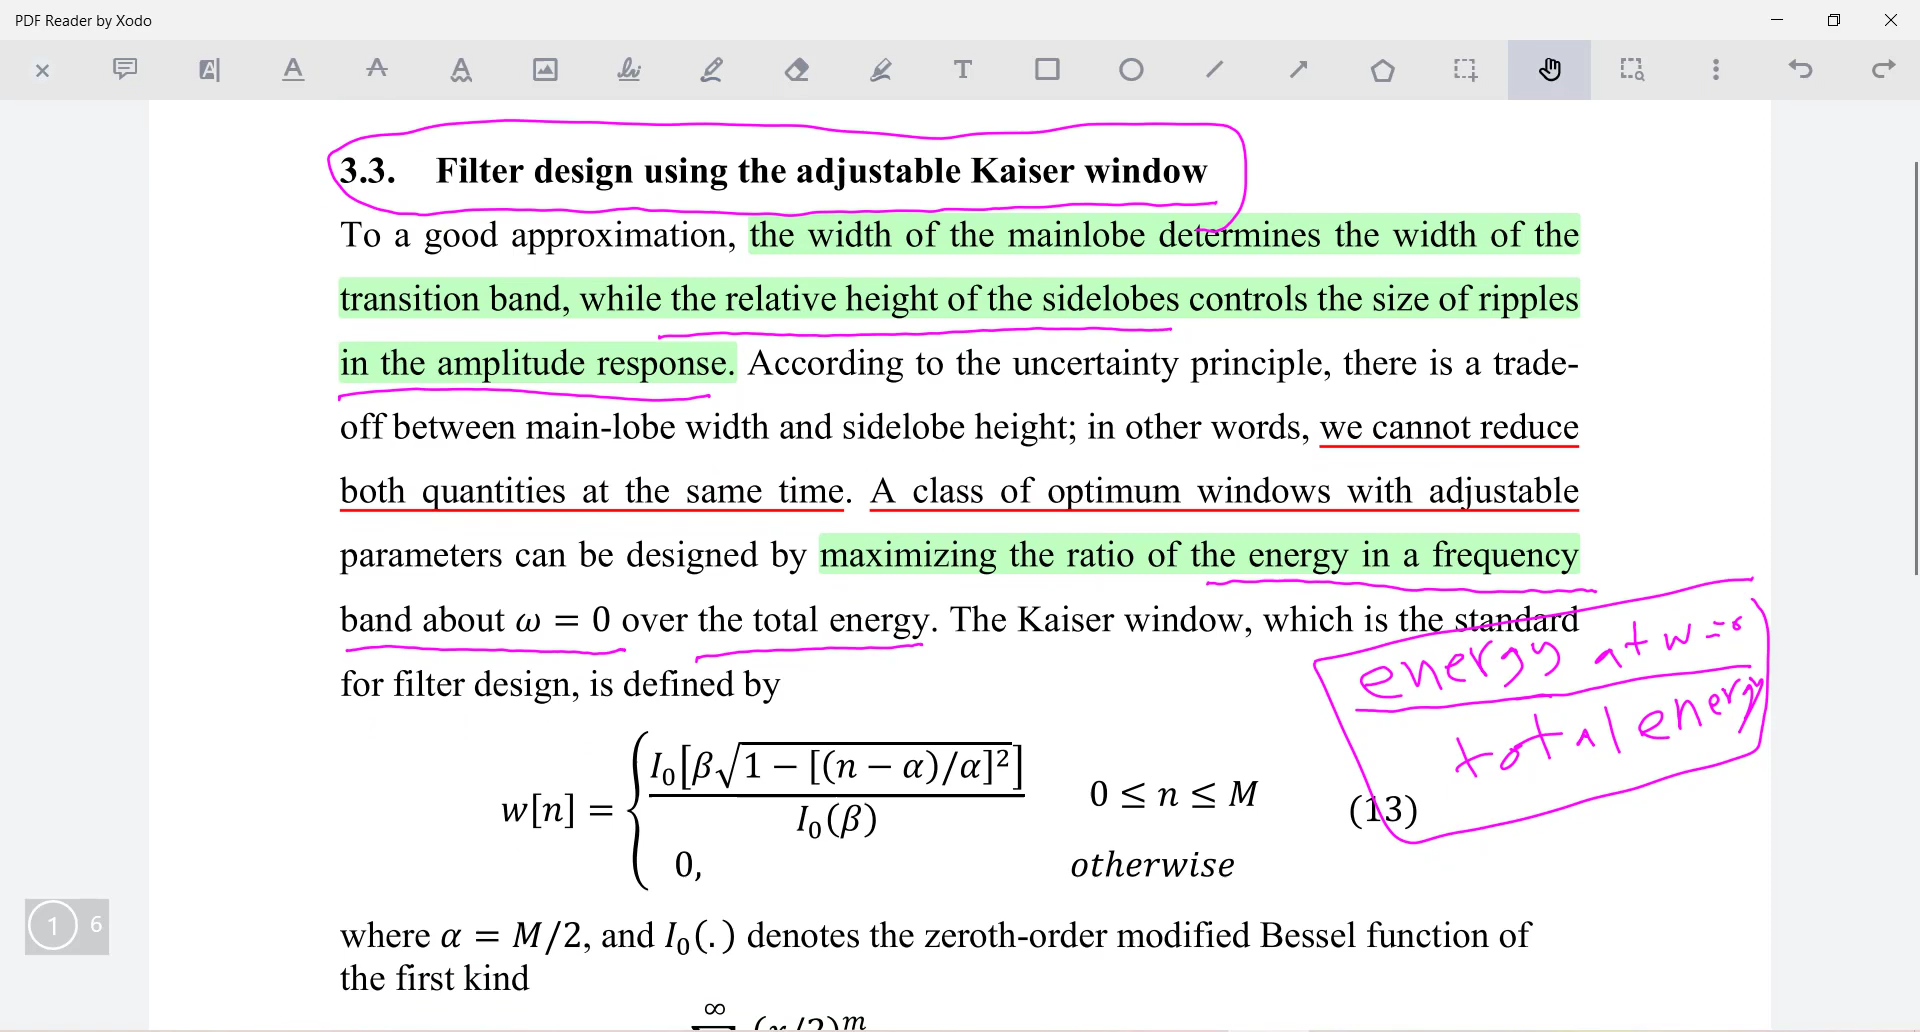 PDF Reader by Xodo
3.3. Filter design using the adjustable Kaiser window
To a good approximation, the width of the mainlobe determines the width of the
transition band, while the relative height of the sidelobes controls the size of ripples
in the amplitude response. According to the uncertainty principle, there is a trade-
off between main-lobe width and sidelobe height; in other words, we cannot reduce
both quantities at the same time. A class of optimum windows with adjustable
parameters can be designed by maximizing the ratio of the energy in a frequency
band about ω = 0 over the total energy. The Kaiser window, which is the standard
for filter design, is defined by
energy at w=0
total energy
w[n] = { I₀[β√1 − [(n − α)/α]²] / I₀(β) 0 ≤ n ≤ M (13)
0, otherwise
where α = M/2, and I₀(.) denotes the zeroth-order modified Bessel function of
the first kind
1 6